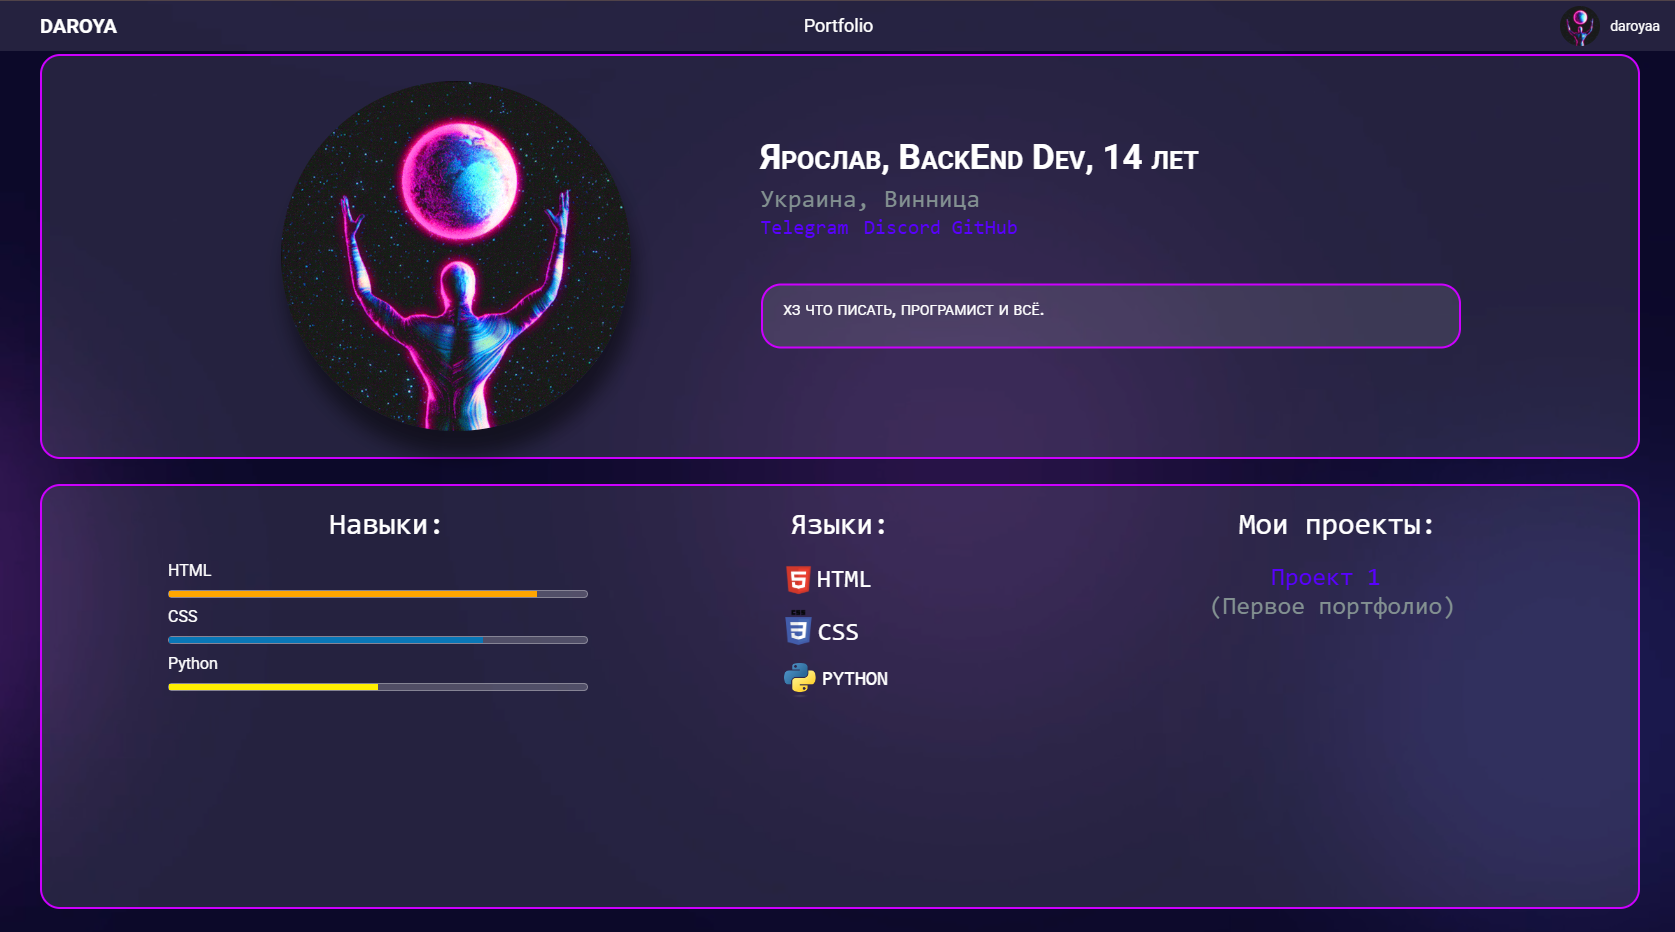 DAROYA
Portfolio
daroyaa
Ярослав, BackEnd Dev, 14 лет
Украина, Винница
Telegram Discord GitHub
ХЗ ЧТО ПИСАТЬ, ПРОГРАМИСТ И ВСЁ.
Навыки:
HTML
CSS
Python
Языки:
HTML
CSS
CSS
PYTHON
Мои проекты:
Проект 1
(Первое портфолио)